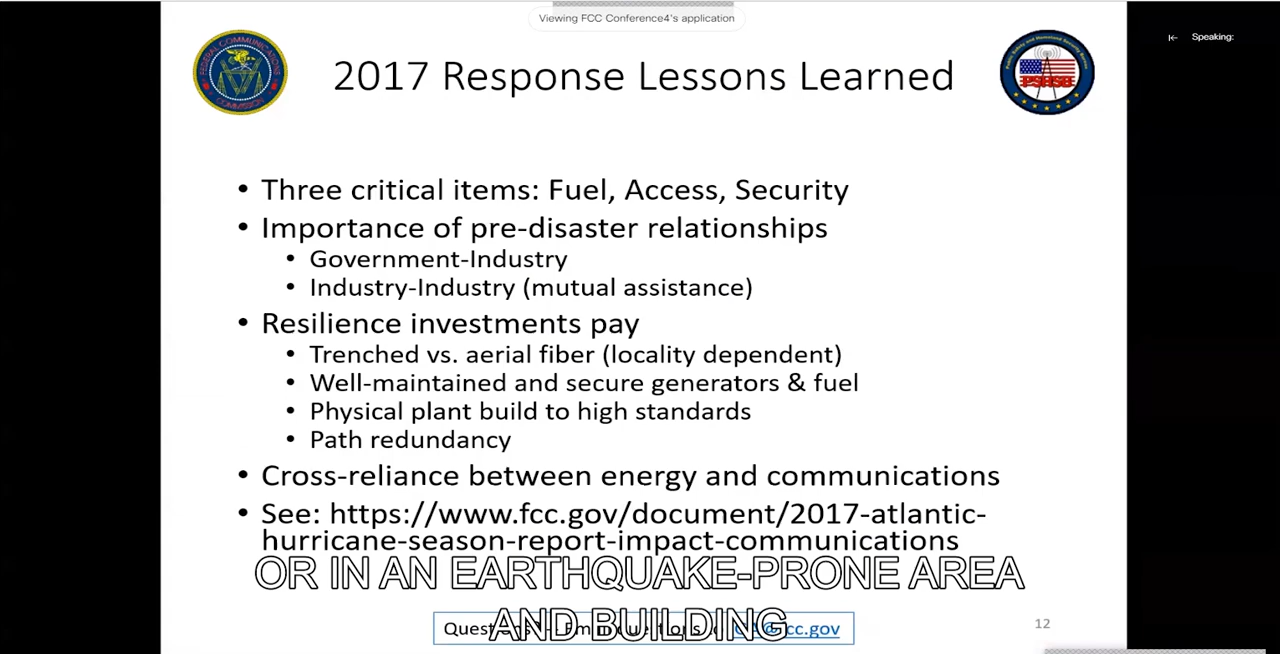 Viewing FCC Conference4's application
Speaking:
FEDERAL COMMUNICATIONS
COMMISSION
PSHSB
2017 Response Lessons Learned
• Three critical items: Fuel, Access, Security
• Importance of pre-disaster relationships
• Government-Industry
• Industry-Industry (mutual assistance)
• Resilience investments pay
• Trenched vs. aerial fiber (locality dependent)
• Well-maintained and secure generators & fuel
• Physical plant build to high standards
• Path redundancy
• Cross-reliance between energy and communications
• See: https://www.fcc.gov/document/2017-atlantic-
hurricane-season-report-impact-communications
OR IN AN EARTHQUAKE-PRONE AREA
AND BUILDING
12